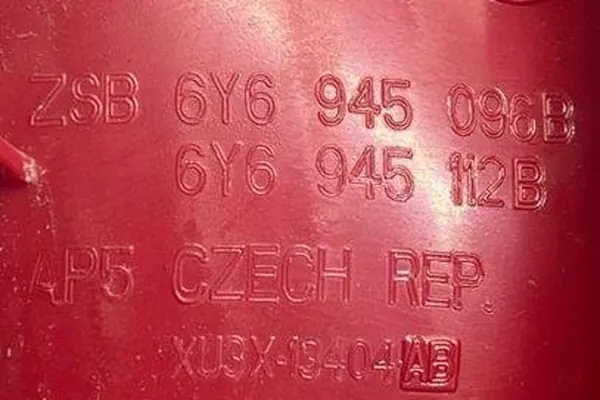 ZSB 6Y6 945 096B
6Y6 945 112B
AP5 CZECH REP.
XU3X-13404-AB